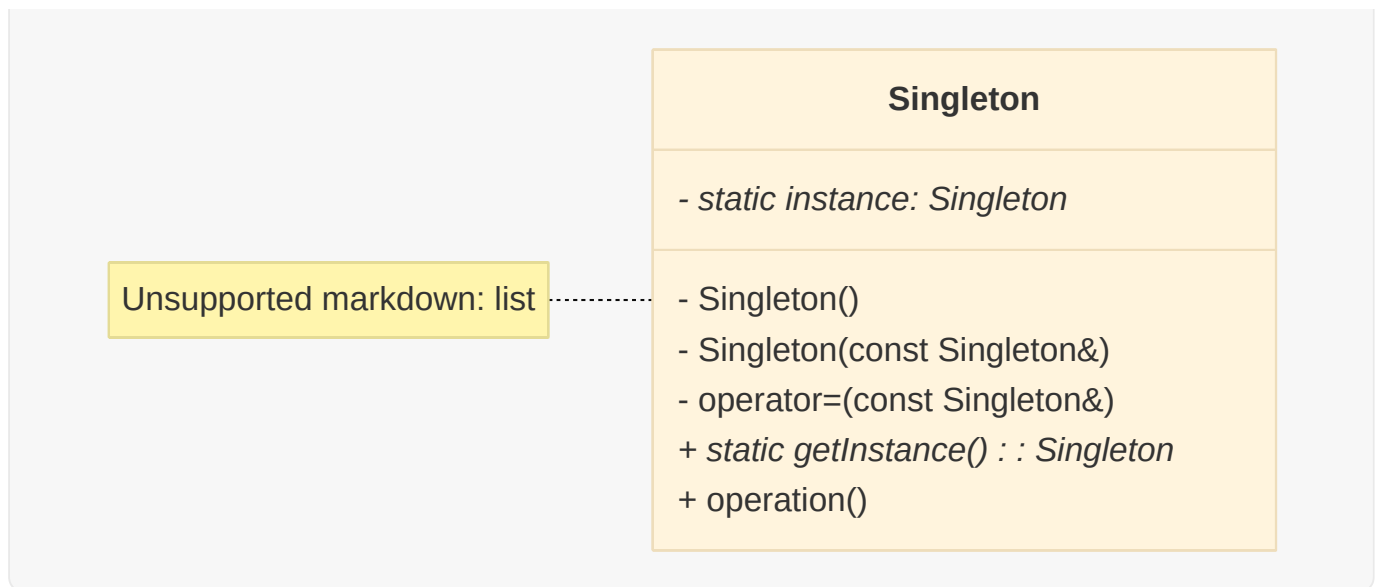 Singleton
- static instance: Singleton
Unsupported markdown: list
- Singleton()
- Singleton(const Singleton&)
- operator=(const Singleton&)
+ static getInstance() : : Singleton
+ operation()